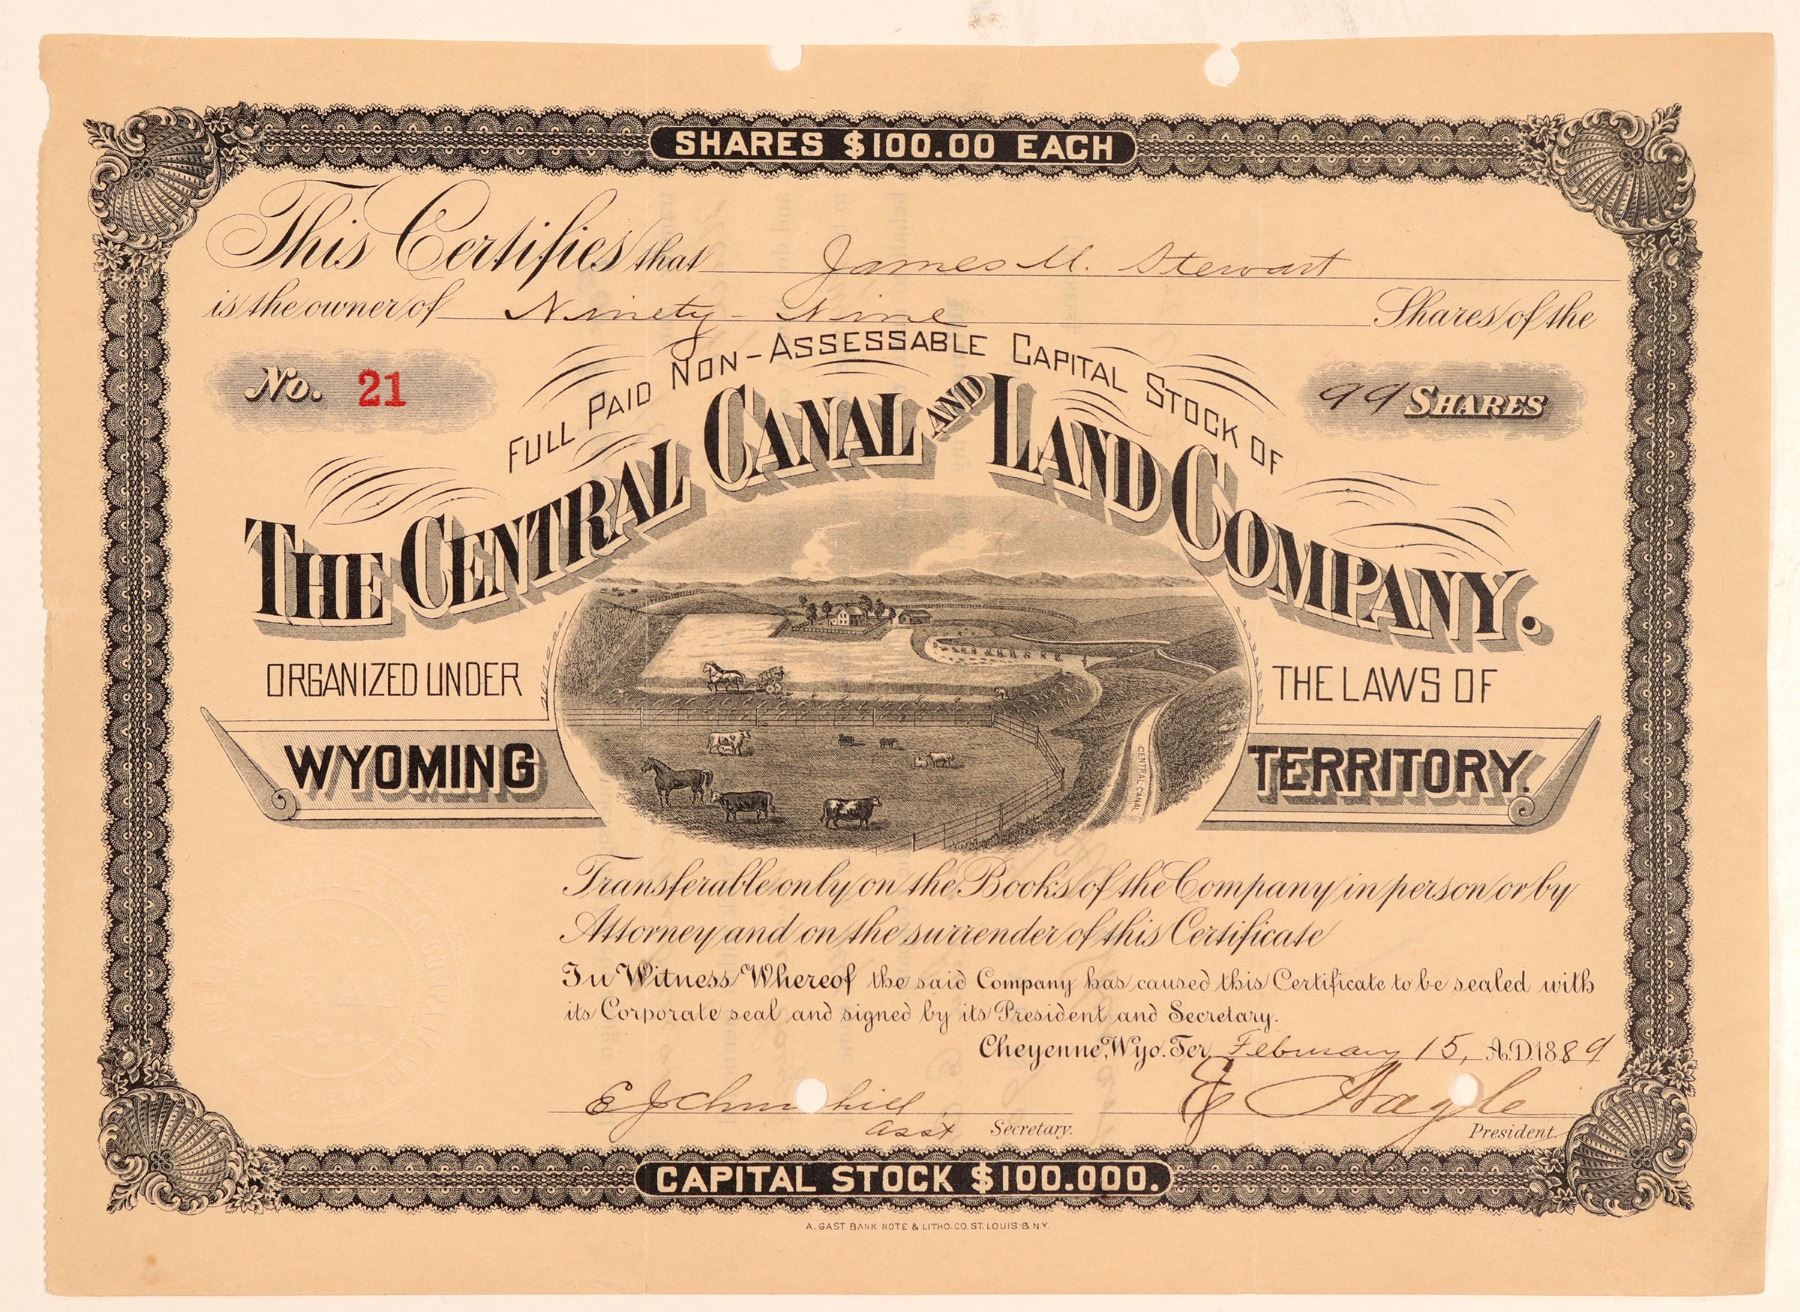 SHARES $100.00 EACH
This Certifies that James M. Stewart
is the owner of Ninety-Nine Shares of the
No. 21
FULL PAID NON-ASSESSABLE CAPITAL STOCK OF
99 SHARES
THE CENTRAL CANAL AND LAND COMPANY.
ORGANIZED UNDER THE LAWS OF
WYOMING TERRITORY.
CENTRAL CANAL
Transferable only on the Books of the Company in person or by
Attorney and on the surrender of this Certificate
In Witness Whereof the said Company has caused this Certificate to be sealed with
its Corporate seal and signed by its President and Secretary.
Cheyenne, Wyo. Ter. February 15, A.D. 1889
E J Churchill
E Nagle
asst Secretary.
President.
CAPITAL STOCK $100.000.
A. GAST BANK NOTE & LITHO. CO. ST. LOUIS & N.Y.